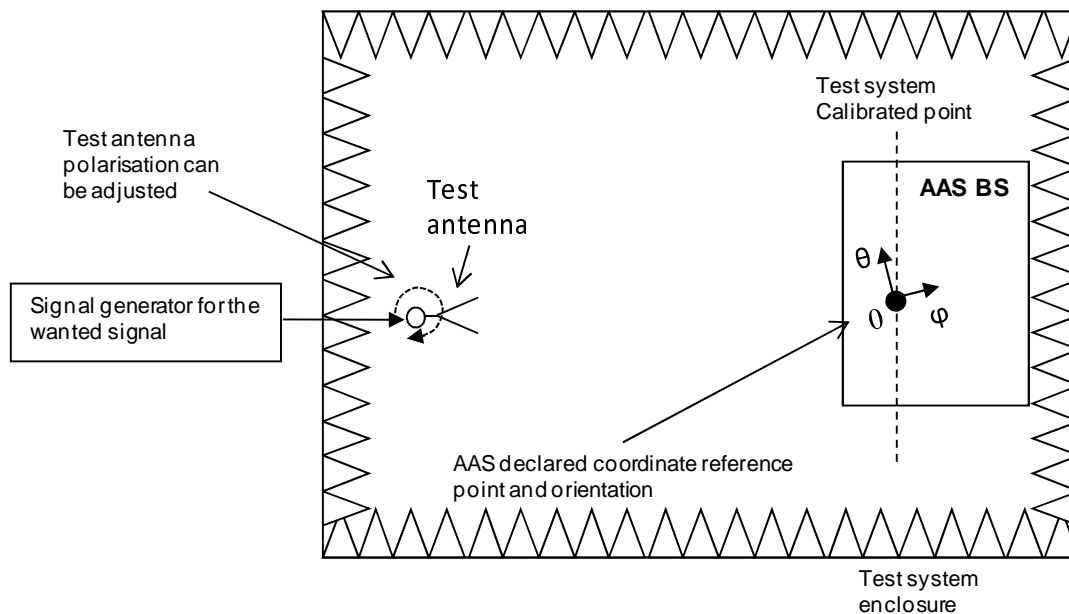 Test system
Calibrated point
Test antenna
polarisation can
be adjusted
Test
antenna
AAS BS
θ
0
φ
Signal generator for the
wanted signal
AAS declared coordinate reference
point and orientation
Test system
enclosure